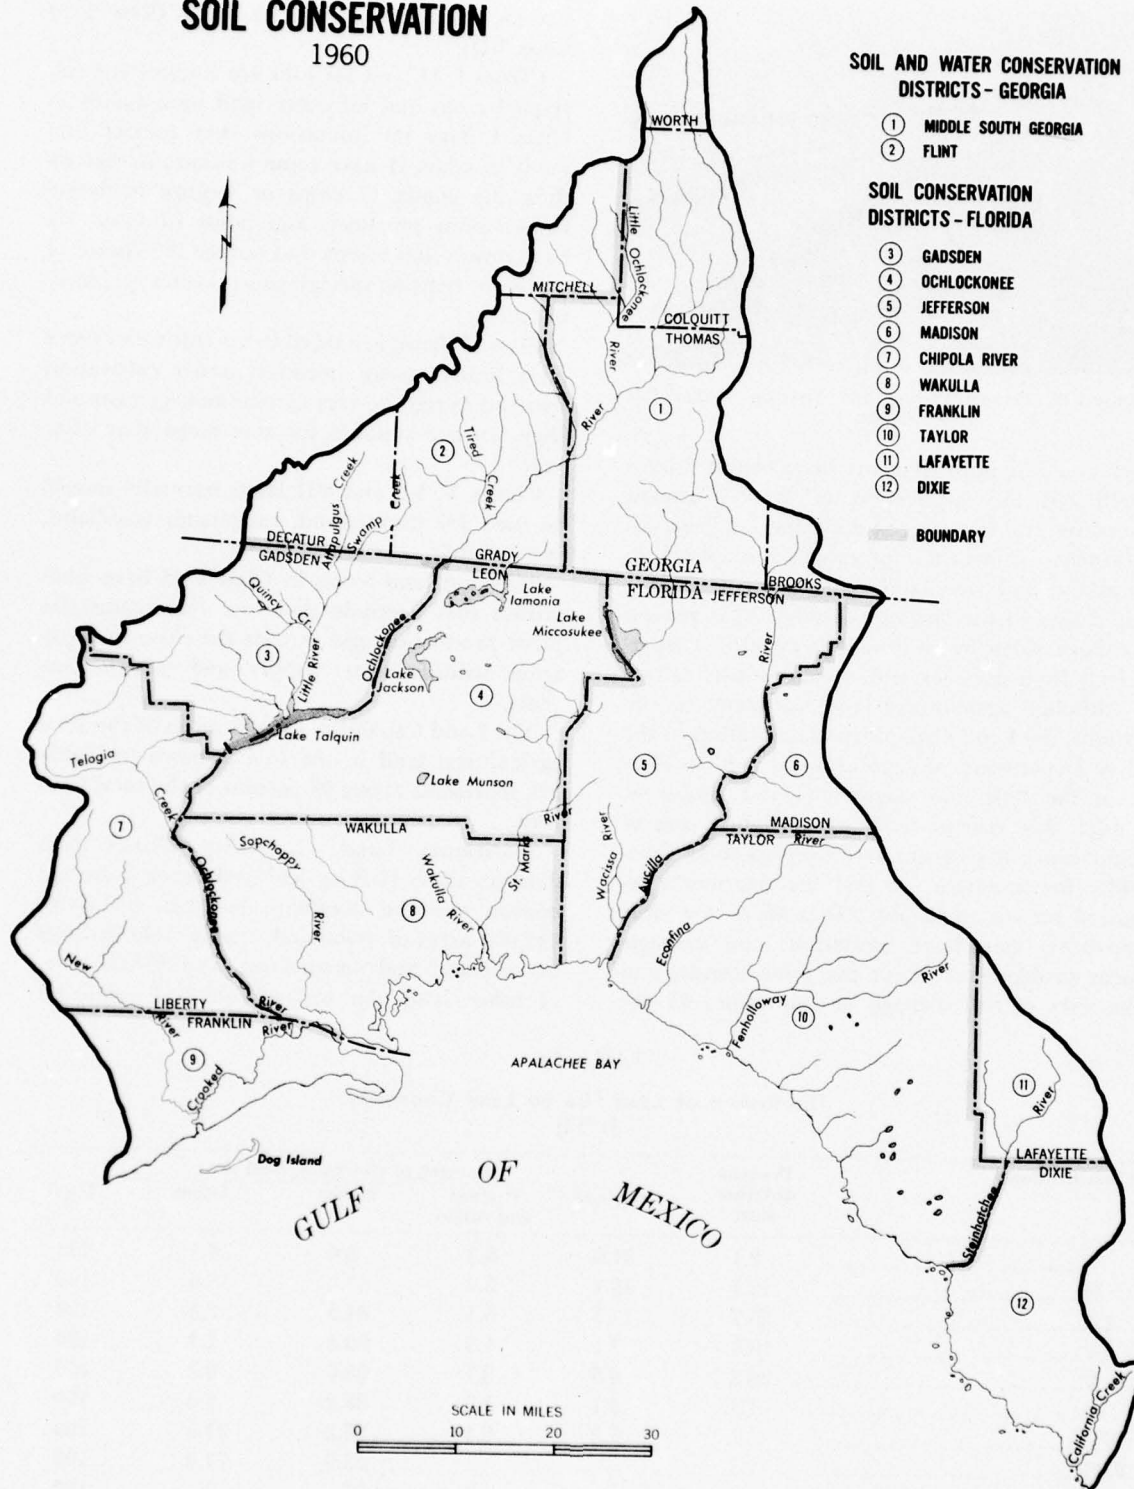 SOIL CONSERVATION
1960
SOIL AND WATER CONSERVATION
DISTRICTS - GEORGIA
1 MIDDLE SOUTH GEORGIA
2 FLINT
SOIL CONSERVATION
DISTRICTS - FLORIDA
3 GADSDEN
4 OCHLOCKONEE
5 JEFFERSON
6 MADISON
7 CHIPOLA RIVER
8 WAKULLA
9 FRANKLIN
10 TAYLOR
11 LAFAYETTE
12 DIXIE
BOUNDARY
N
WORTH
Little Ochlockonee
River
MITCHELL
COLQUITT
THOMAS
1
River
2
Tired
Creek
Attapulgus Creek
Swamp Creek
DECATUR
GADSDEN
GRADY
LEON
GEORGIA
FLORIDA
JEFFERSON
BROOKS
Lake
Iamonia
Lake
Miccosukee
Quincy Cr.
3
Little River
Ochlockonee
Lake
Jackson
4
River
Lake Talquin
Telogia
Creek
Lake Munson
5
6
7
WAKULLA
River
St. Marks
MADISON
TAYLOR
River
Sopchoppy
River
Ochlockonee
River
Wakulla
River
8
Wacissa River
Aucilla
Econfina
New
River
LIBERTY
FRANKLIN
River
Crooked
9
Fenholloway
River
10
APALACHEE BAY
11
River
LAFAYETTE
DIXIE
Dog Island
GULF
OF
MEXICO
Steinhatchee
12
California Creek
SCALE IN MILES
0 10 20 30